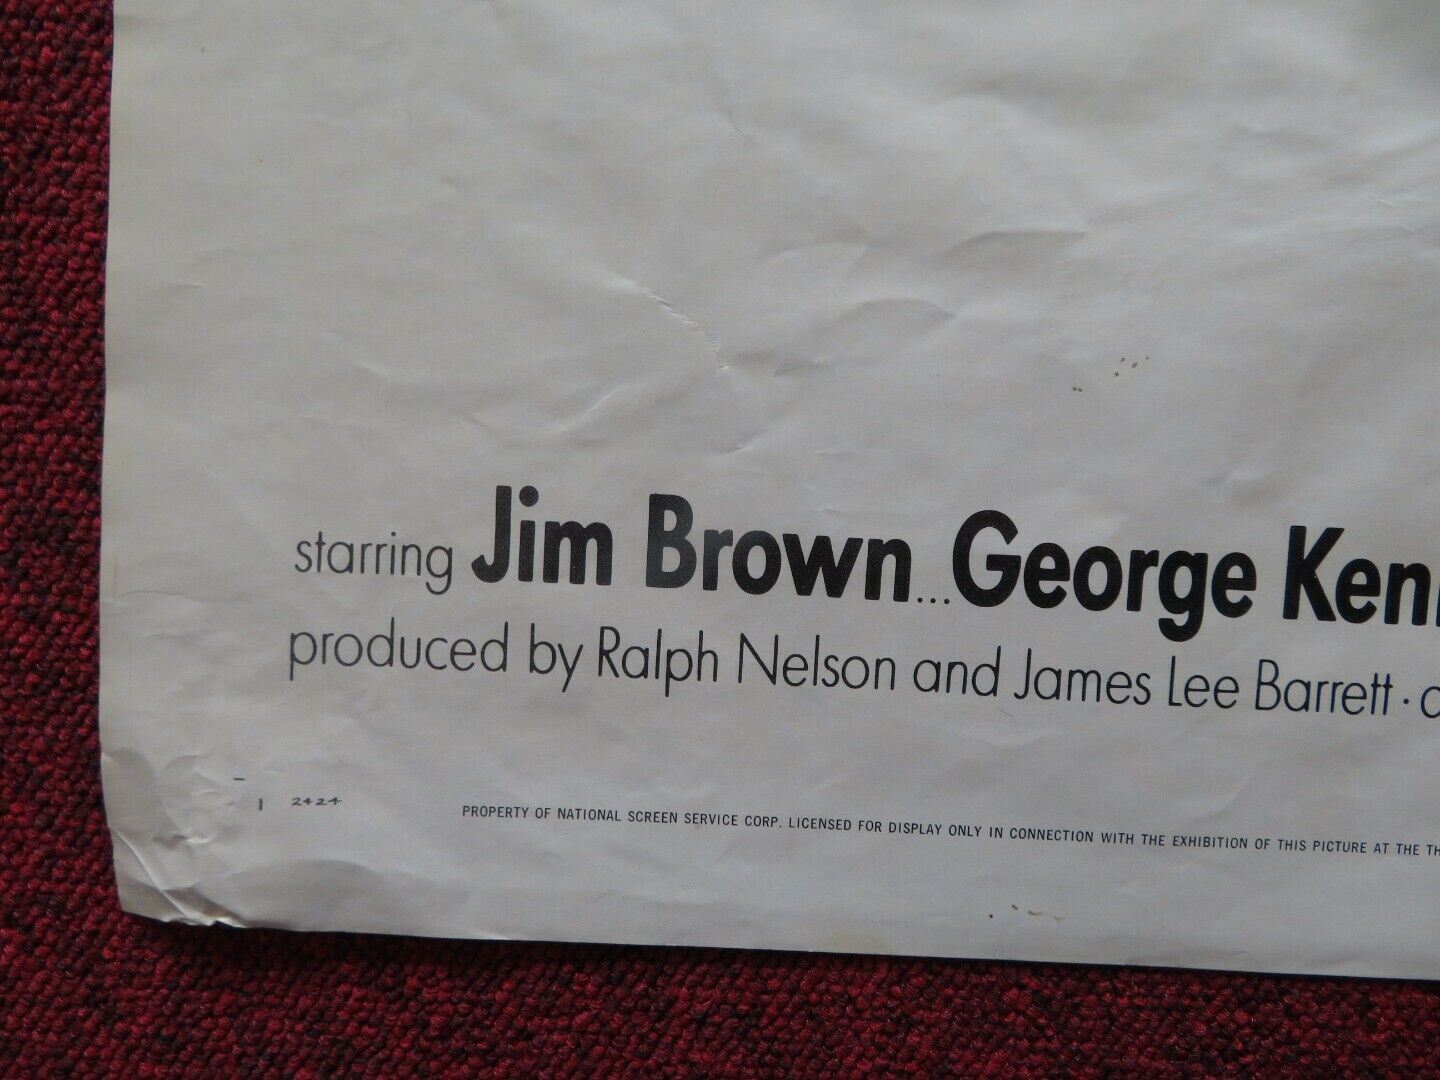 starring Jim Brown...George Ken
produced by Ralph Nelson and James Lee Barrett ·
2424
PROPERTY OF NATIONAL SCREEN SERVICE CORP. LICENSED FOR DISPLAY ONLY IN CONNECTION WITH THE EXHIBITION OF THIS PICTURE AT THE TH